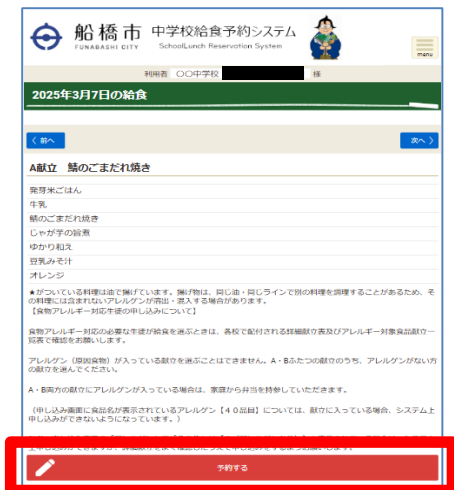 船橋市 中学校給食予約システム
FUNABASHI CITY SchoolLunch Reservation System
menu
利用者 〇〇中学校 様
2025年3月7日の給食
〈 前へ
次へ 〉
A献立 鯖のごまだれ焼き
発芽米ごはん
牛乳
鯖のごまだれ焼き
じゃが芋の旨煮
ゆかり和え
豆乳みそ汁
オレンジ
★がついている料理は油で揚げています。揚げ物は、同じ油・同じラインで別の料理を調理することがあるため、そ
の料理には含まれないアレルゲンが溶出・混入する場合があります。
【食物アレルギー対応生徒の申し込みについて】
食物アレルギー対応の必要な生徒が給食を選ぶときは、各校で配付される詳細献立表及びアレルギー対象食品献立一
覧表で確認をお願いします。
アレルゲン（原因食物）が入っている献立を選ぶことはできません。A・Bふたつの献立のうち、アレルゲンがない方
の献立を選んでください。
A・B両方の献立にアレルゲンが入っている場合は、家庭から弁当を持参していただきます。
（申し込み画面に食品名が表示されているアレルゲン【４０品目】については、献立に入っている場合、システム上
申し込みができないようになっています。）
予約する